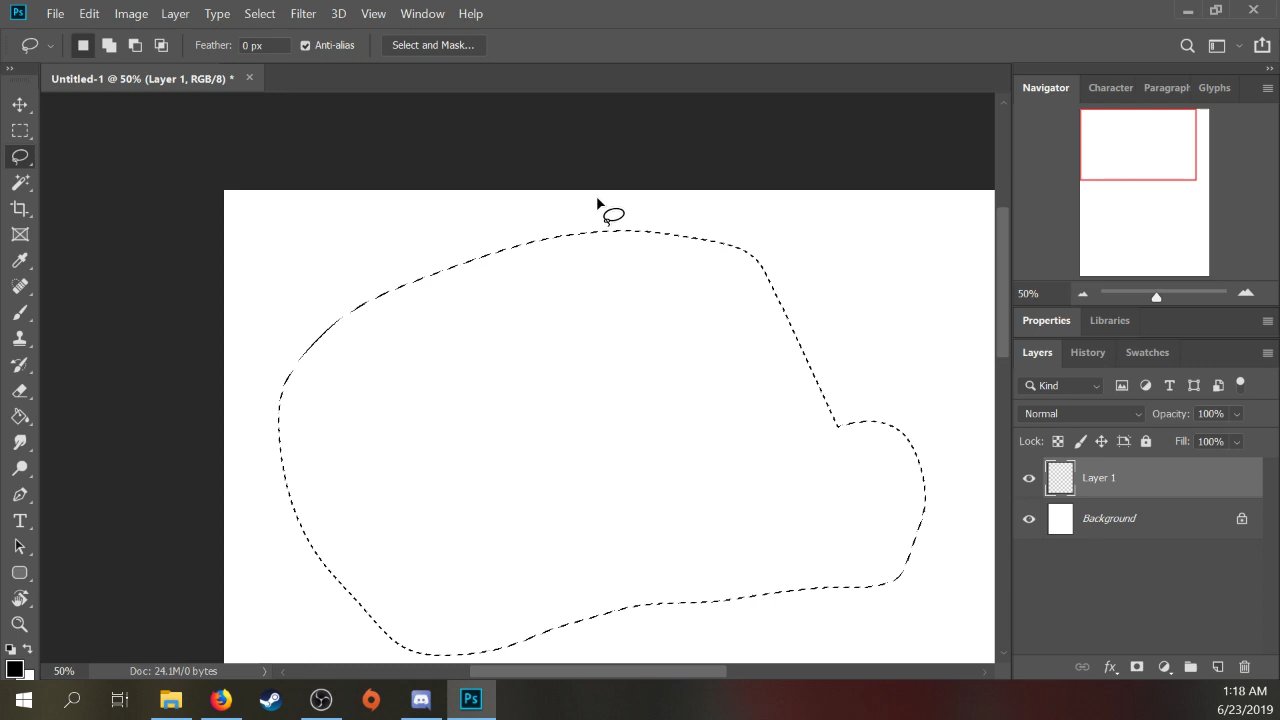 Ps File Edit Image Layer Type Select Filter 3D View Window Help
Feather: 0 px Anti-alias Select and Mask...
Untitled-1 @ 50% (Layer 1, RGB/8) *
Navigator Character Paragraph Glyphs
50%
Properties Libraries
Layers History Swatches
Kind
Normal Opacity: 100%
Lock: Fill: 100%
Layer 1
Background
50% Doc: 24.1M/0 bytes
fx
Ps
1:18 AM
6/23/2019